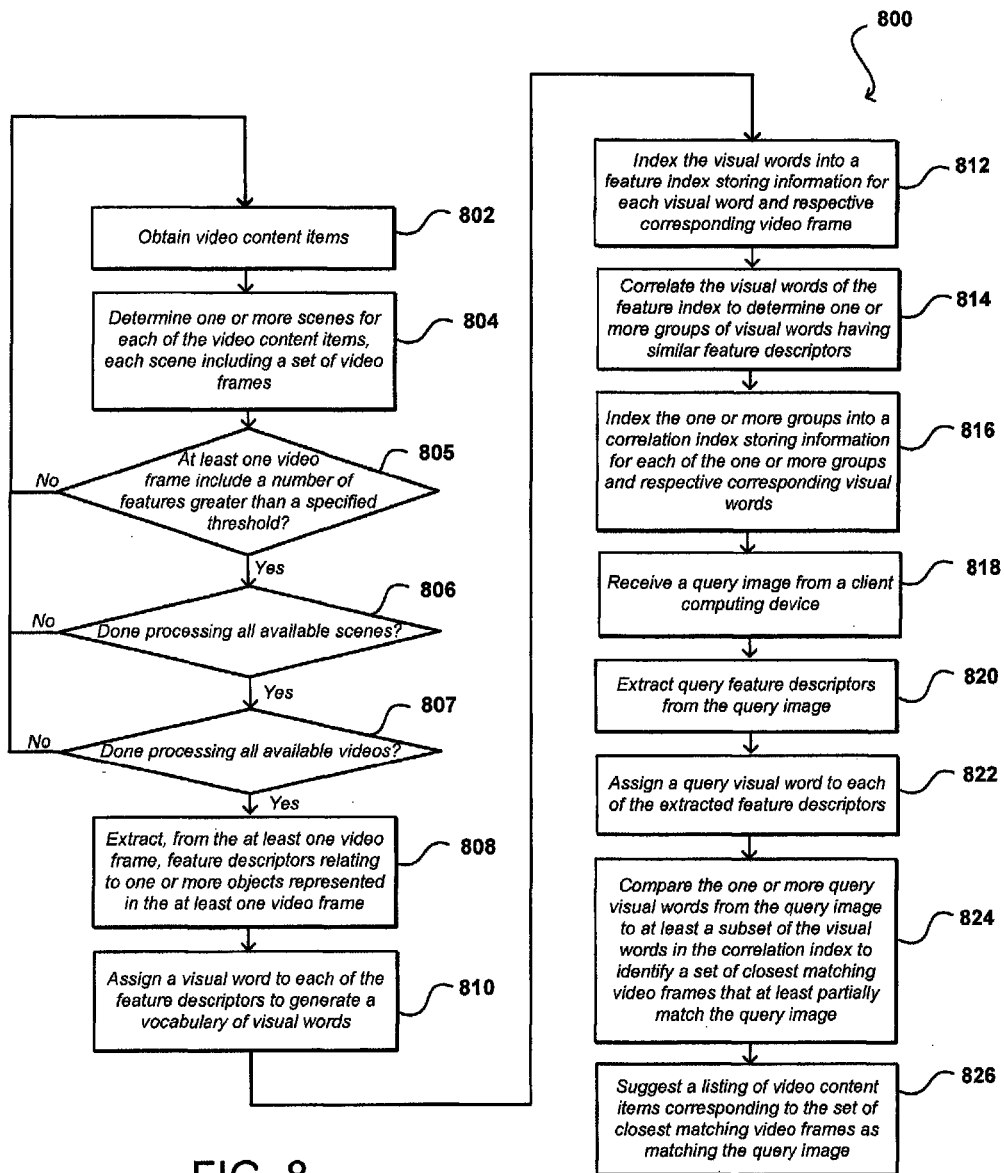 800
802
Obtain video content items
804
Determine one or more scenes for
each of the video content items,
each scene including a set of video
frames
805
At least one video
frame include a number of
features greater than a specified
threshold?
No
Yes
806
Done processing all available scenes?
No
Yes
807
Done processing all available videos?
No
Yes
808
Extract, from the at least one video
frame, feature descriptors relating
to one or more objects represented
in the at least one video frame
810
Assign a visual word to each of the
feature descriptors to generate a
vocabulary of visual words
812
Index the visual words into a
feature index storing information for
each visual word and respective
corresponding video frame
814
Correlate the visual words of the
feature index to determine one or
more groups of visual words having
similar feature descriptors
816
Index the one or more groups into a
correlation index storing information
for each of the one or more groups
and respective corresponding visual
words
818
Receive a query image from a client
computing device
820
Extract query feature descriptors
from the query image
822
Assign a query visual word to each
of the extracted feature descriptors
824
Compare the one or more query
visual words from the query image
to at least a subset of the visual
words in the correlation index to
identify a set of closest matching
video frames that at least partially
match the query image
826
Suggest a listing of video content
items corresponding to the set of
closest matching video frames as
matching the query image
FIG. 8